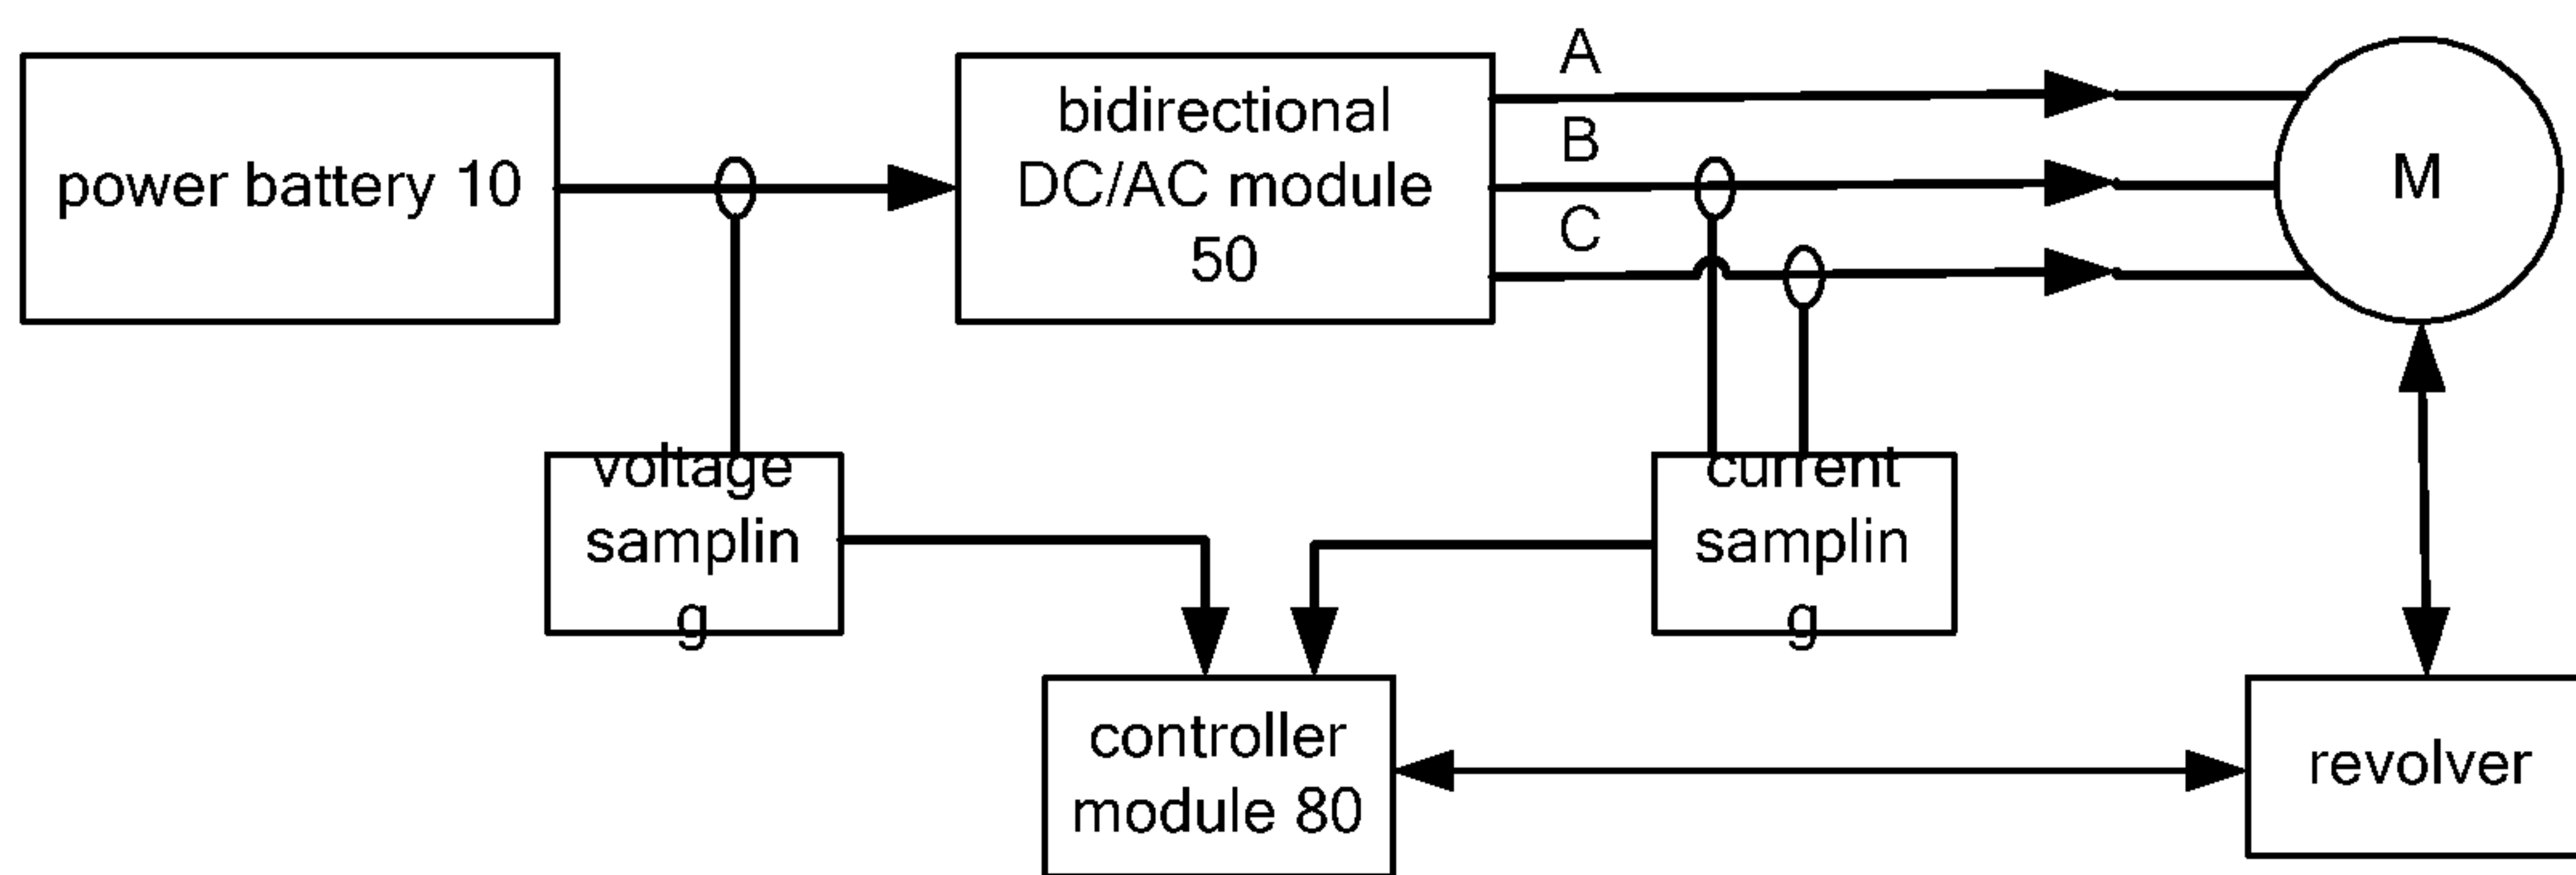 power battery 10
bidirectional
DC/AC module
50
A
B
C
M
voltage
samplin
g
current
samplin
g
controller
module 80
revolver